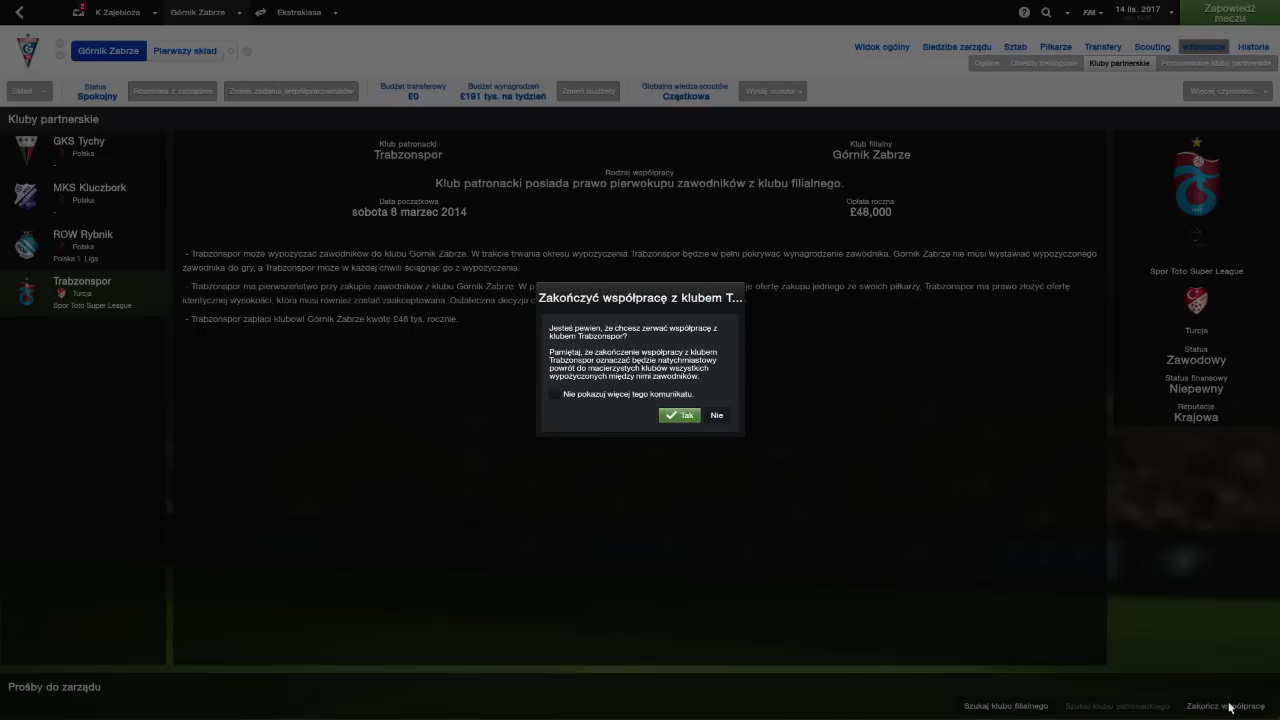 2
K Zajebioza
Górnik Zabrze
Ekstraklasa
FM
14 lis. 2017
Zapowiedź
meczu
Górnik Zabrze
Pierwszy skład
Widok ogólny
Siedziba zarządu
Sztab
Piłkarze
Transfery
Scouting
Informacje
Historia
Ogólne
Obiekty treningowe
Kluby partnerskie
Proponowane kluby partnerskie
Skład
Status
Spokojny
Rozmowa z zarządem
Zmień zadania współpracowników
Budżet transferowy
£0
Budżet wynagrodzeń
£191 tys. na tydzień
Zmień budżety
Globalna wiedza scoutów
Cząstkowa
Wyślij scouta
Więcej czynności...
Kluby partnerskie
GKS Tychy
Polska
-
MKS Kluczbork
Polska
-
ROW Rybnik
Polska
Polska 1. Liga
Trabzonspor
Turcja
Spor Toto Super League
Klub patronacki
Trabzonspor
Klub filialny
Górnik Zabrze
Rodzaj współpracy
Klub patronacki posiada prawo pierwokupu zawodników z klubu filialnego.
Data początkowa
sobota 8 marzec 2014
Opłata roczna
£48,000
- Trabzonspor może wypożyczać zawodników do klubu Górnik Zabrze. W trakcie trwania okresu wypożyczenia Trabzonspor będzie w pełni pokrywać wynagrodzenie zawodnika. Górnik Zabrze nie musi wystawiać wypożyczonego
zawodnika do gry, a Trabzonspor może w każdej chwili ściągnąć go z wypożyczenia.
- Trabzonspor ma pierwszeństwo przy zakupie zawodników z klubu Górnik Zabrze. W p
je ofertę zakupu jednego ze swoich piłkarzy, Trabzonspor ma prawo złożyć ofertę
identycznej wysokości, która musi również zostać zaakceptowana. Ostateczna decyzja
- Trabzonspor zapłaci klubowi Górnik Zabrze kwotę £48 tys. rocznie.
Zakończyć współpracę z klubem T...
Jesteś pewien, że chcesz zerwać współpracę z
klubem Trabzonspor?
Pamiętaj, że zakończenie współpracy z klubem
Trabzonspor oznaczać będzie natychmiastowy
powrót do macierzystych klubów wszystkich
wypożyczonych między nimi zawodników.
Nie pokazuj więcej tego komunikatu.
Tak
Nie
Spor Toto Super League
Turcja
Status
Zawodowy
Status finansowy
Niepewny
Reputacja
Krajowa
Prośby do zarządu
Szukaj klubu filialnego
Szukaj klubu patronackiego
Zakończ współpracę